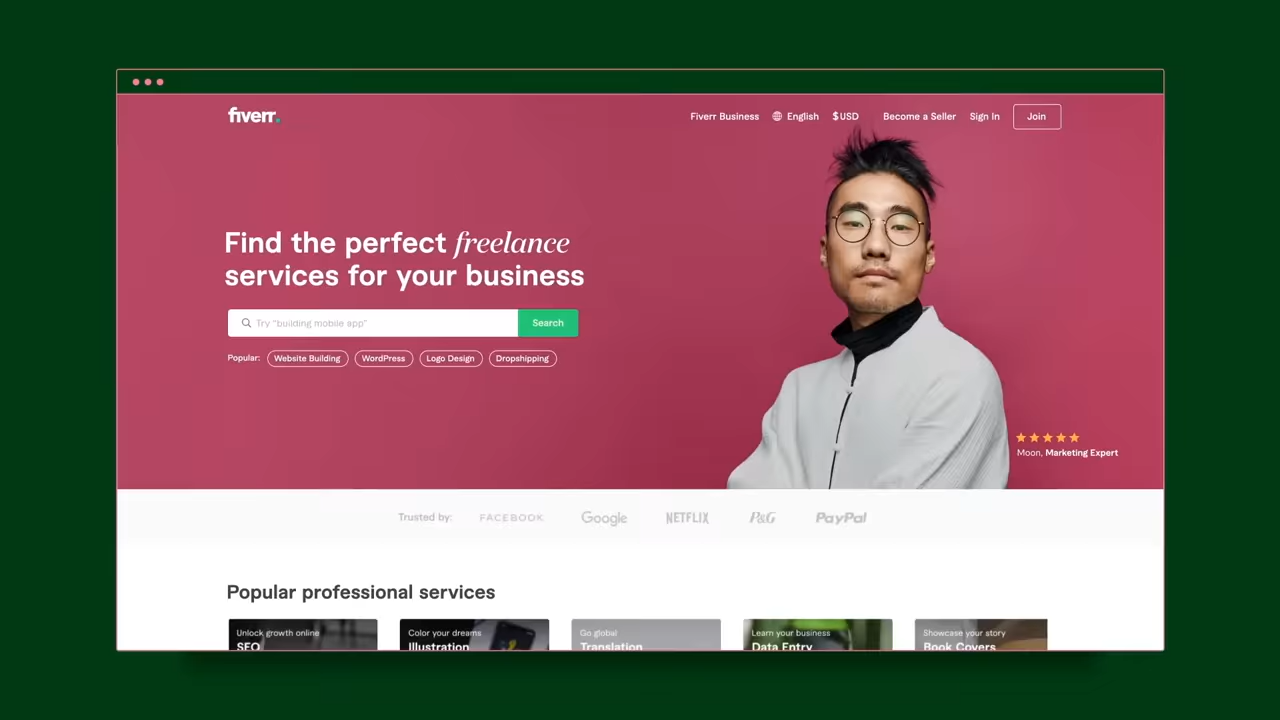 fiverr.
Fiverr Business English $USD Become a Seller Sign In Join
Find the perfect freelance
services for your business
Try "building mobile app" Search
Popular: Website Building WordPress Logo Design Dropshipping
Moon, Marketing Expert
Trusted by: FACEBOOK Google NETFLIX P&G PayPal
Popular professional services
Unlock growth online
SEO
Color your dreams
Illustration
Go global
Translation
Learn your business
Data Entry
Showcase your story
Book Covers